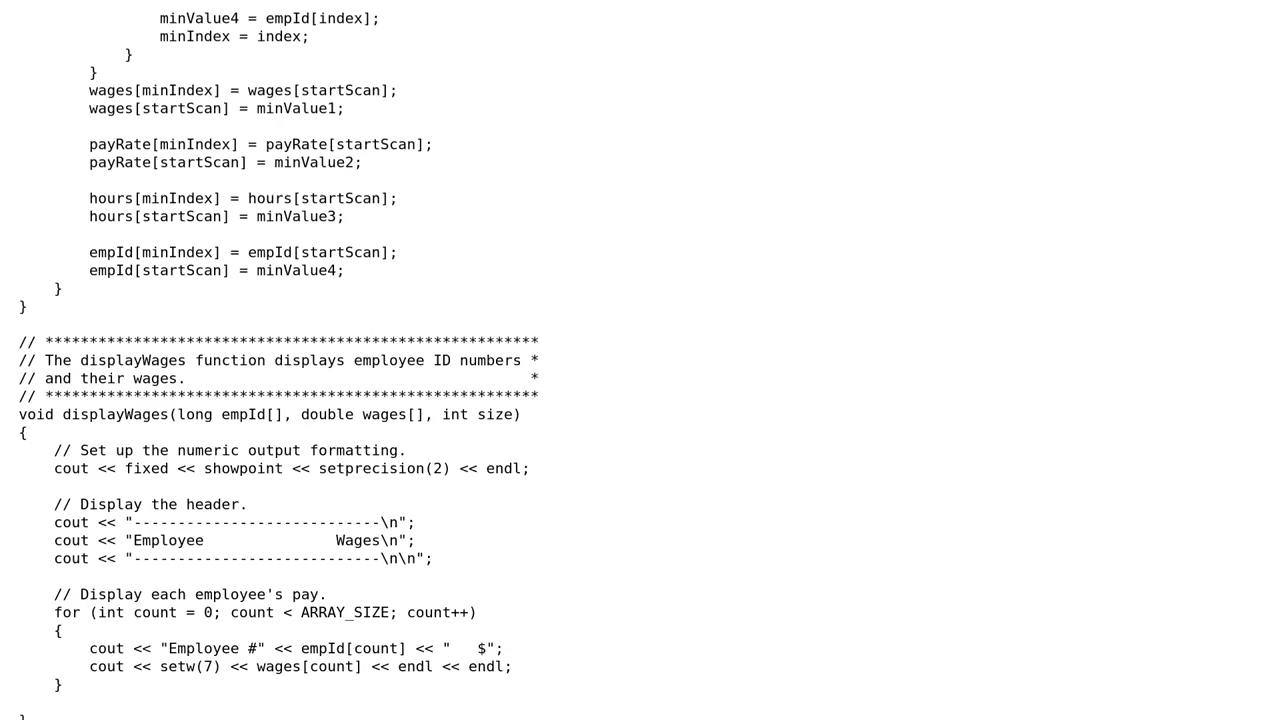 minValue4 = empId[index];
                minIndex = index;
            }
        }
        wages[minIndex] = wages[startScan];
        wages[startScan] = minValue1;

        payRate[minIndex] = payRate[startScan];
        payRate[startScan] = minValue2;

        hours[minIndex] = hours[startScan];
        hours[startScan] = minValue3;

        empId[minIndex] = empId[startScan];
        empId[startScan] = minValue4;
    }
}

// ********************************************************
// The displayWages function displays employee ID numbers *
// and their wages.                                       *
// ********************************************************
void displayWages(long empId[], double wages[], int size)
{
    // Set up the numeric output formatting.
    cout << fixed << showpoint << setprecision(2) << endl;

    // Display the header.
    cout << "----------------------------\n";
    cout << "Employee               Wages\n";
    cout << "----------------------------\n\n";

    // Display each employee's pay.
    for (int count = 0; count < ARRAY_SIZE; count++)
    {
        cout << "Employee #" << empId[count] << "   $";
        cout << setw(7) << wages[count] << endl << endl;
    }

}